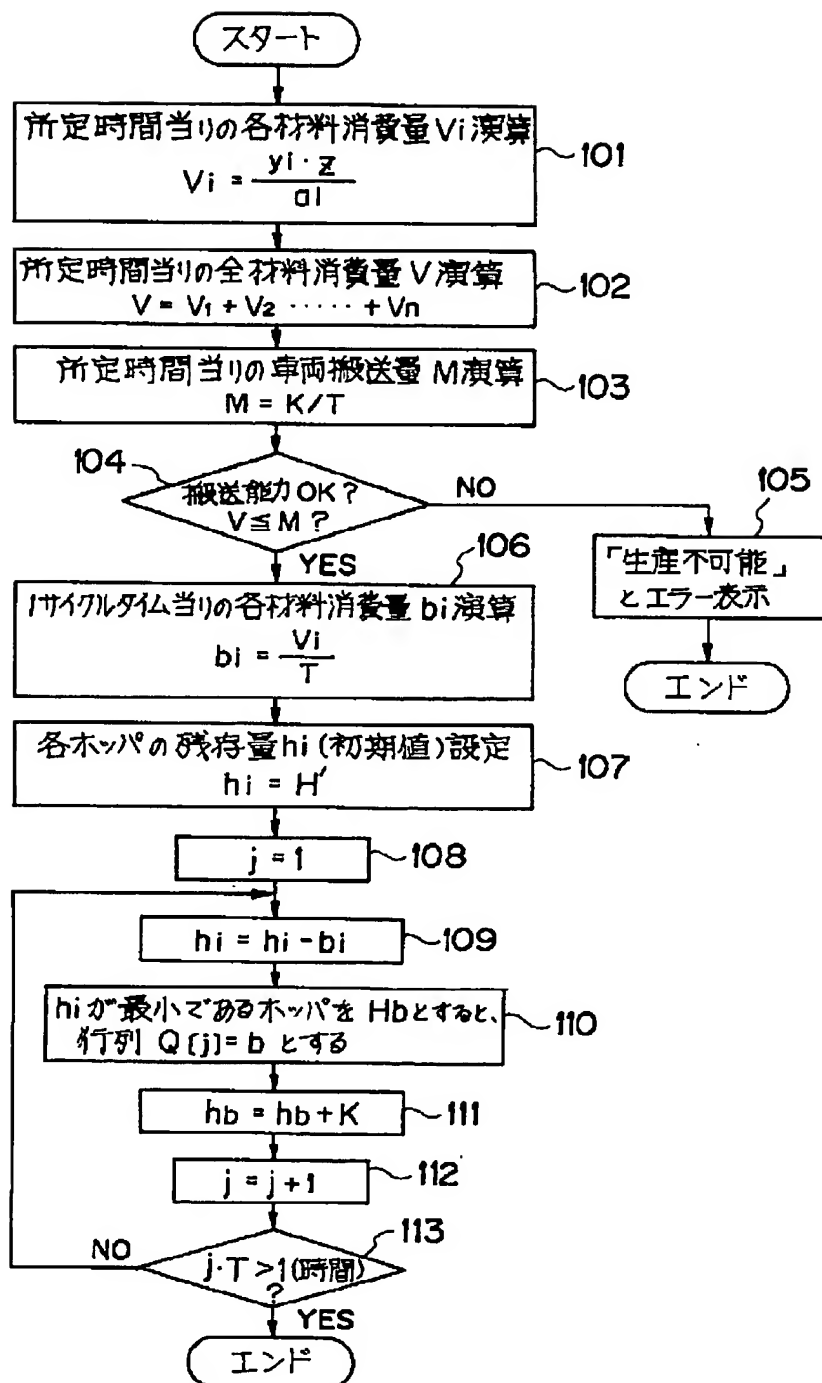 スタート
所定時間当りの各材料消費量Vi演算
Vi = yi・z / ai
101
所定時間当りの全材料消費量V演算
V = V1 + V2 ・・・・・ + Vn
102
所定時間当りの車両搬送量M演算
M = K/T
103
104
搬送能力OK?
V≦M?
NO
YES
105
「生産不可能」
とエラー表示
エンド
106
1サイクルタイム当りの各材料消費量bi演算
bi = Vi / T
各ホッパの残存量hi(初期値)設定
hi = H'
107
j = 1
108
hi = hi - bi
109
hiが最小であるホッパをHbとすると、
行列 Q[j]=b とする
110
hb = hb + K
111
j = j + 1
112
113
j・T >1(時間)
?
NO
YES
エンド